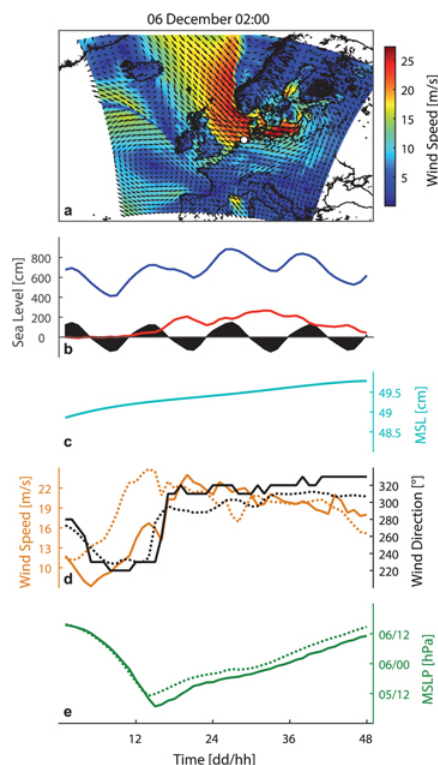 06 December 02:00
25
20
15
10
5
Wind Speed [m/s]
a
800
600
400
200
0
Sea Level [cm]
b
49.5
49
48.5
MSL [cm]
c
22
19
16
13
10
Wind Speed [m/s]
320
300
280
260
240
220
Wind Direction [°]
d
06/12
06/00
05/12
MSLP [hPa]
e
12 24 36 48
Time [dd/hh]